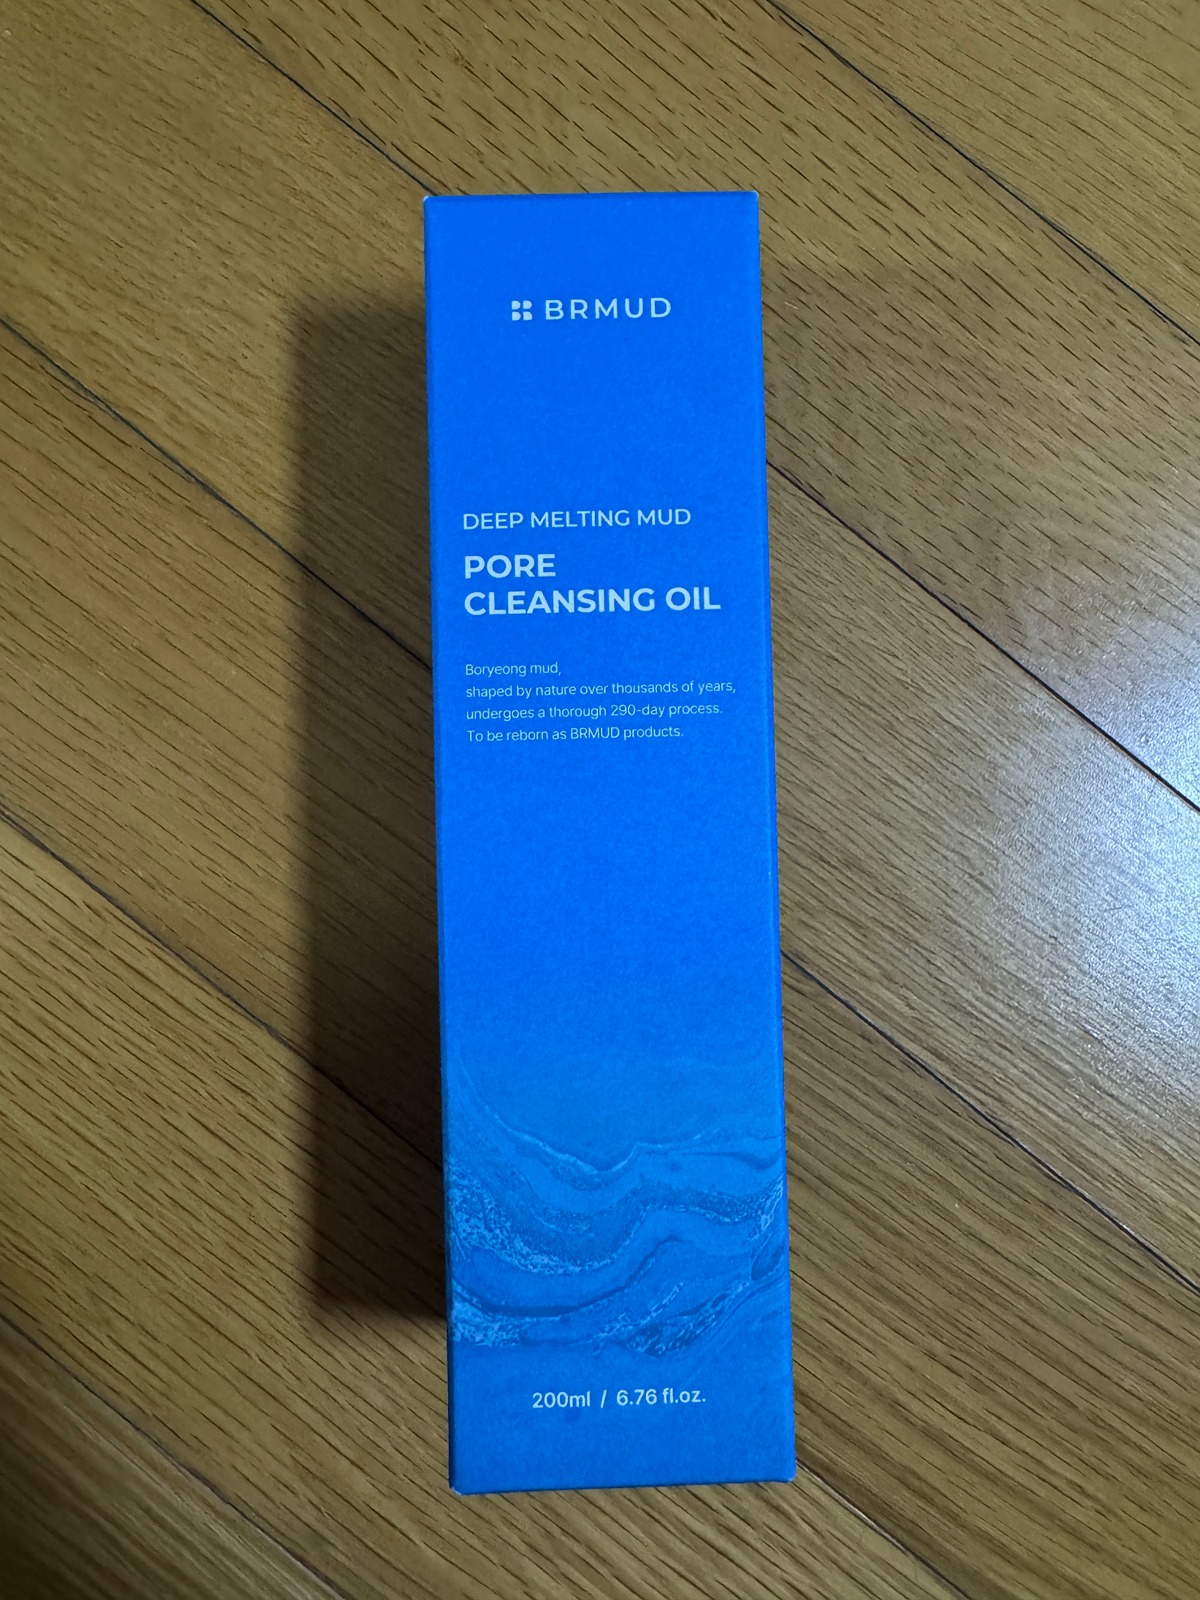 BRMUD
DEEP MELTING MUD
PORE
CLEANSING OIL
Boryeong mud,
shaped by nature over thousands of years,
undergoes a thorough 290-day process.
To be reborn as BRMUD products.
200ml / 6.76 fl.oz.